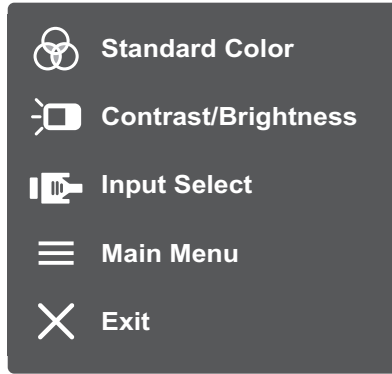 Standard Color
Contrast/Brightness
Input Select
Main Menu
Exit